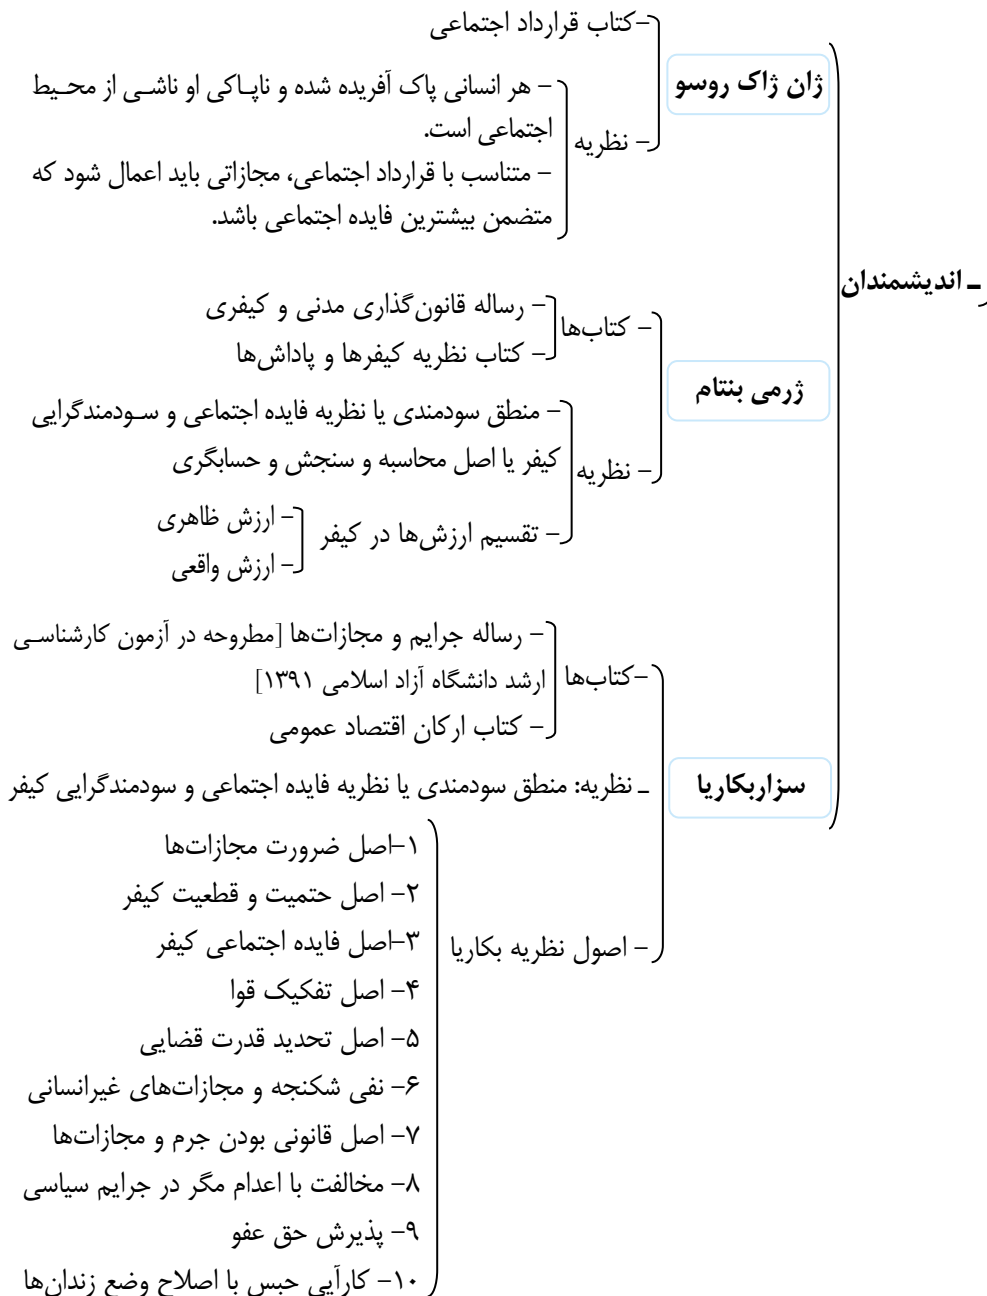 ـ اندیشمندان
ژان ژاک روسو
-کتاب قرارداد اجتماعی
- نظریه
- هر انسانی پاک آفریده شده و ناپـاکی او ناشـی از محـیط
اجتماعی است.
- متناسب با قرارداد اجتماعی، مجازاتی باید اعمال شود که
متضمن بیشترین فایده اجتماعی باشد.
ژرمی بنتام
- کتاب‌ها
- رساله قانون‌گذاری مدنی و کیفری
- کتاب نظریه کیفرها و پاداش‌ها
- نظریه
- منطق سودمندی یا نظریه فایده اجتماعی و سـودمندگرایی
کیفر یا اصل محاسبه و سنجش و حسابگری
- تقسیم ارزش‌ها در کیفر
- ارزش ظاهری
- ارزش واقعی
سزاربکاریا
-کتاب‌ها
- رساله جرایم و مجازات‌ها [مطروحه در آزمون کارشناسـی
ارشد دانشگاه آزاد اسلامی ۱۳۹۱]
- کتاب ارکان اقتصاد عمومی
ـ نظریه: منطق سودمندی یا نظریه فایده اجتماعی و سودمندگرایی کیفر
- اصول نظریه بکاریا
۱-اصل ضرورت مجازات‌ها
۲- اصل حتمیت و قطعیت کیفر
۳-اصل فایده اجتماعی کیفر
۴- اصل تفکیک قوا
۵- اصل تحدید قدرت قضایی
۶- نفی شکنجه و مجازات‌های غیرانسانی
۷- اصل قانونی بودن جرم و مجازات‌ها
۸- مخالفت با اعدام مگر در جرایم سیاسی
۹- پذیرش حق عفو
۱۰- کارآیی حبس با اصلاح وضع زندان‌ها